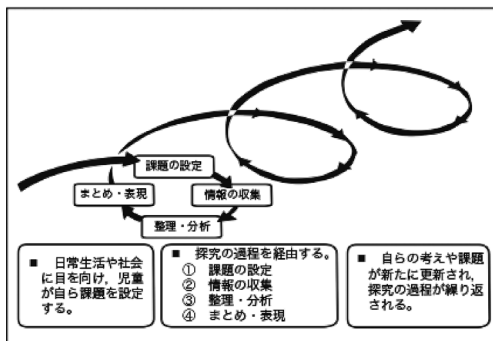 課題の設定
まとめ・表現
情報の収集
整理・分析
■ 日常生活や社会
に目を向け，児童
が自ら課題を設定
する。
■ 探究の過程を経由する。
① 課題の設定
② 情報の収集
③ 整理・分析
④ まとめ・表現
■ 自らの考えや課題
が新たに更新され，
探究の過程が繰り返
される。